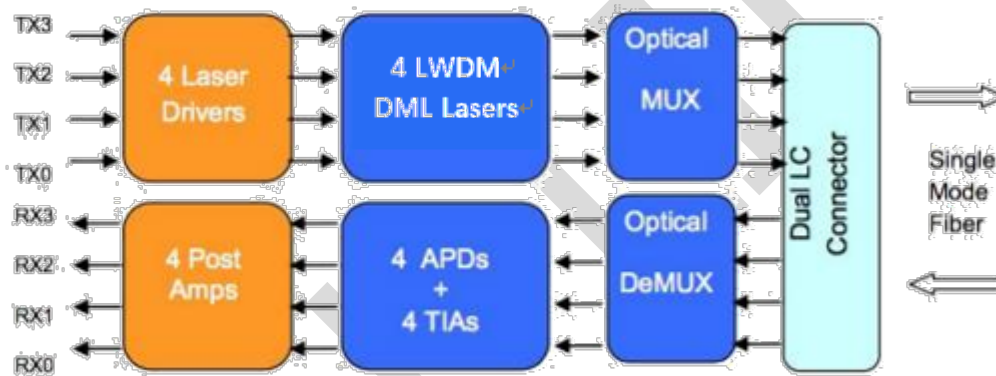 TX3
TX2
TX1
TX0
4 Laser
Drivers
4 LWDM↵
DML Lasers↵
Optical
MUX
RX3
RX2
RX1
RX0
4 Post
Amps
4 APDs
+
4 TIAs
Optical
DeMUX
Dual LC
Connector
Single
Mode
Fiber